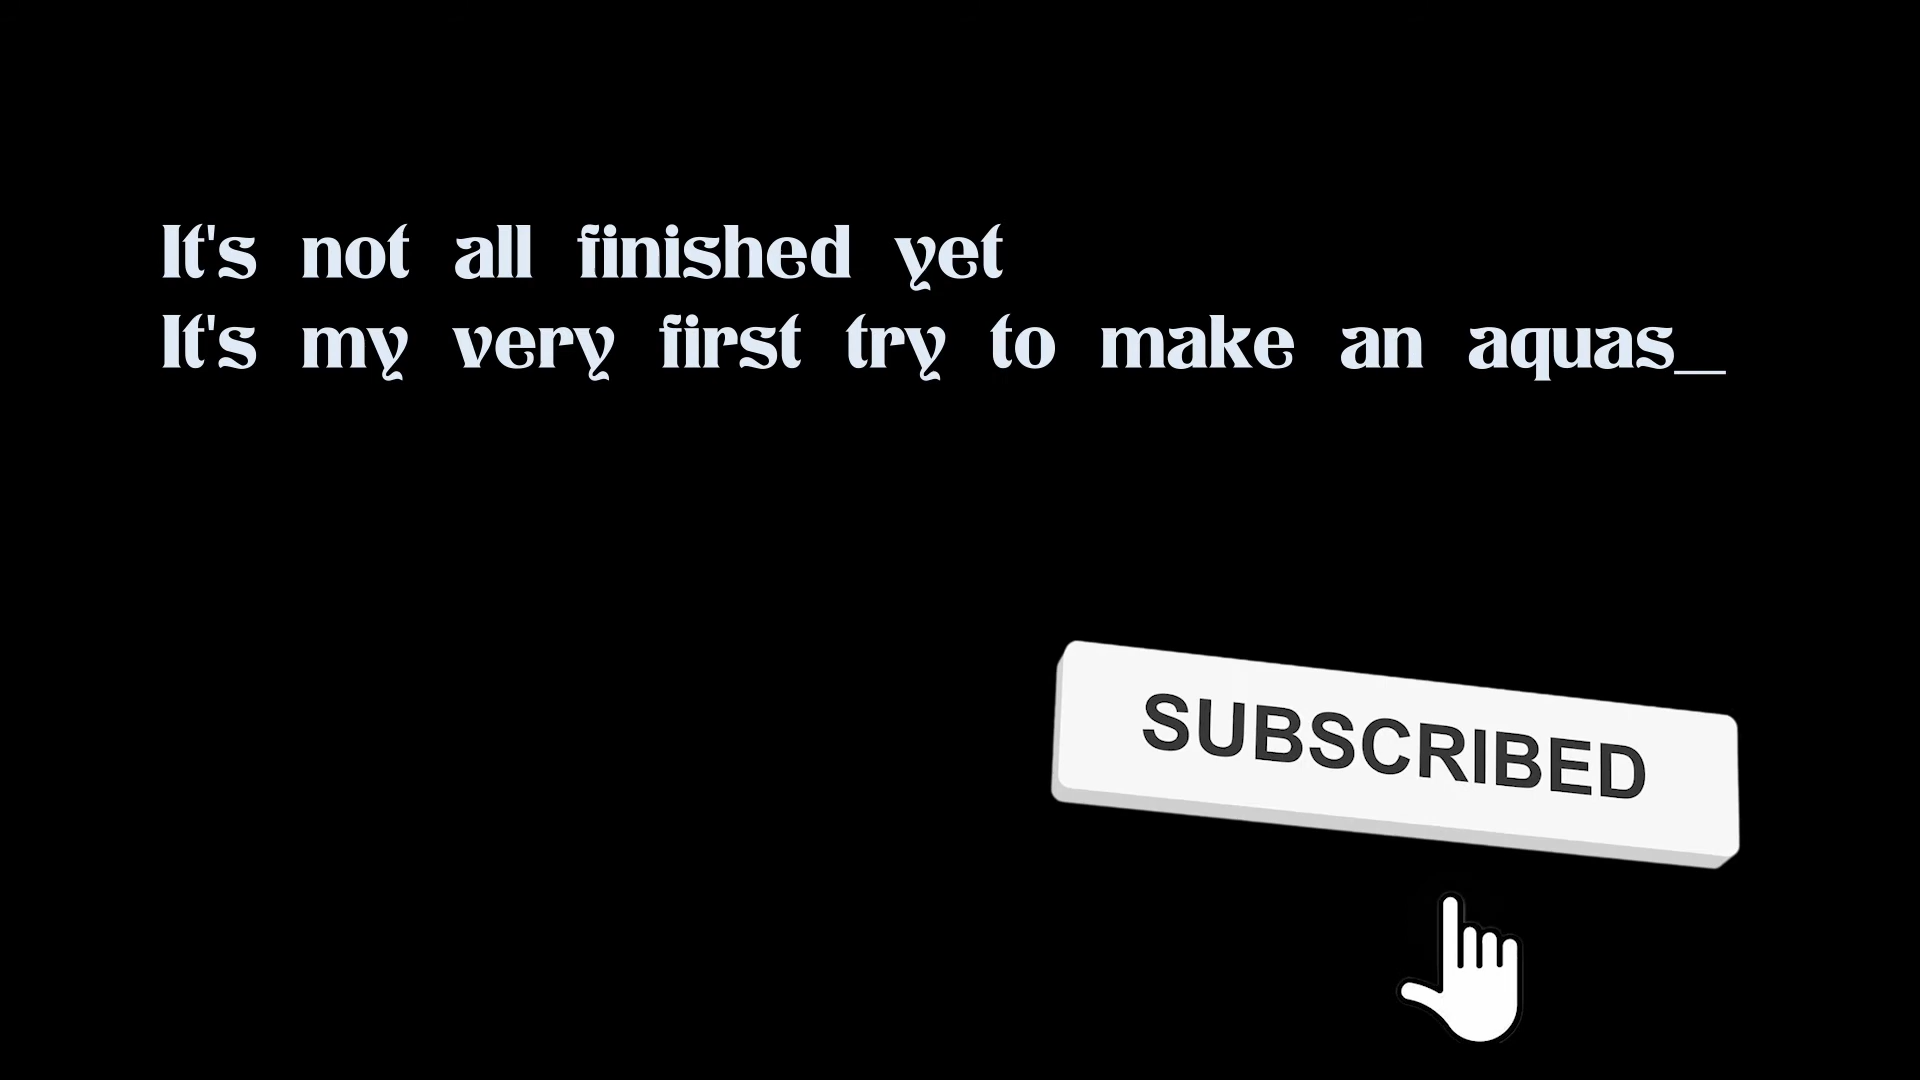 It's not all finished yet
It's my very first try to make an aquas_
SUBSCRIBED